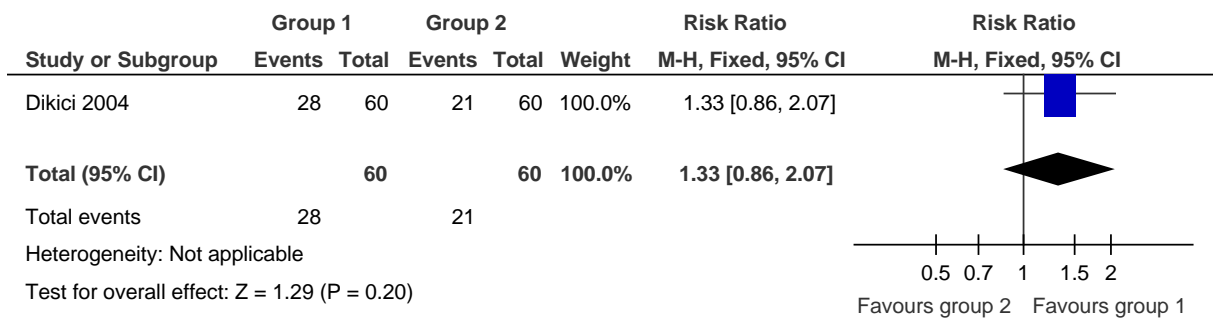 Group 1 Group 2 Risk Ratio Risk Ratio
Study or Subgroup Events Total Events Total Weight M-H, Fixed, 95% CI M-H, Fixed, 95% CI
Dikici 2004 28 60 21 60 100.0% 1.33 [0.86, 2.07]
Total (95% CI) 60 60 100.0% 1.33 [0.86, 2.07]
Total events 28 21
Heterogeneity: Not applicable
Test for overall effect: Z = 1.29 (P = 0.20)
0.5 0.7 1 1.5 2
Favours group 2 Favours group 1